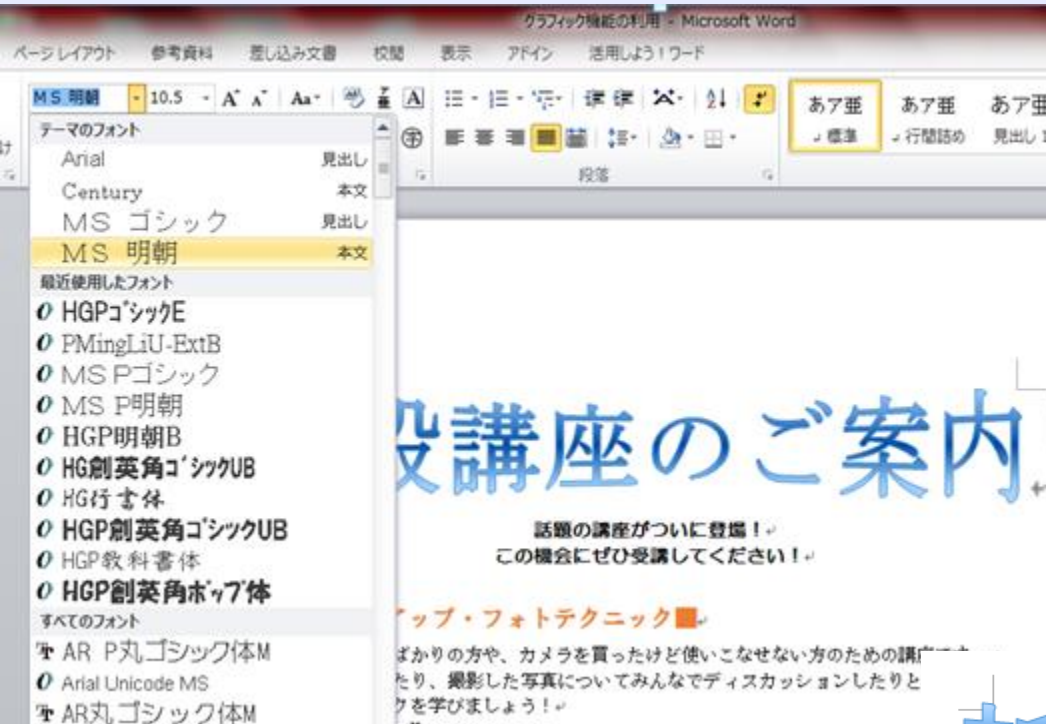 グラフィック機能の利用 - Microsoft Word
ページ レイアウト 参考資料 差し込み文書 校閲 表示 アドイン 活用しよう！ワード
ＭＳ 明朝 10.5 A A Aa A
あア亜 あア亜 あア亜
標準 行間詰め 見出し 1
段落
テーマのフォント
Arial 見出し
Century 本文
ＭＳ ゴシック 見出し
ＭＳ 明朝 本文
最近使用したフォント
HGPｺﾞｼｯｸE
PMingLiU-ExtB
ＭＳ Ｐゴシック
ＭＳ Ｐ明朝
HGP明朝B
HG創英角ｺﾞｼｯｸUB
HG行書体
HGP創英角ｺﾞｼｯｸUB
HGP教科書体
HGP創英角ﾎﾟｯﾌﾟ体
すべてのフォント
AR P丸ゴシック体M
Arial Unicode MS
AR丸ゴシック体M
設講座のご案内
話題の講座がついに登場！
この機会にぜひ受講してください！
アップ・フォトテクニック■
ばかりの方や、カメラを買ったけど使いこなせない方のための講
たり、撮影した写真についてみんなでディスカッションしたりと
クを学びましょう！